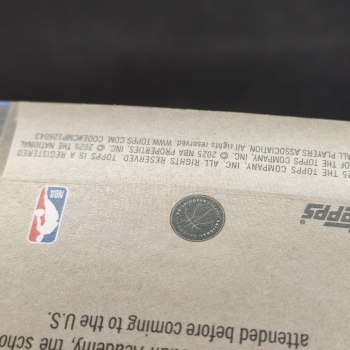 Academy, the scho
attended before coming to the U.S.
topps
NBA
25 THE TOPPS COMPANY, INC. ALL RIGHTS RESERVED. TOPPS IS A REGISTERED
OF THE TOPPS COMPANY, INC. © 2025 NBA PROPERTIES, INC. © 2025 THE NATIONAL
ALL PLAYERS ASSOCIATION. All rights reserved. WWW.TOPPS.COM. CODE#CMP126043